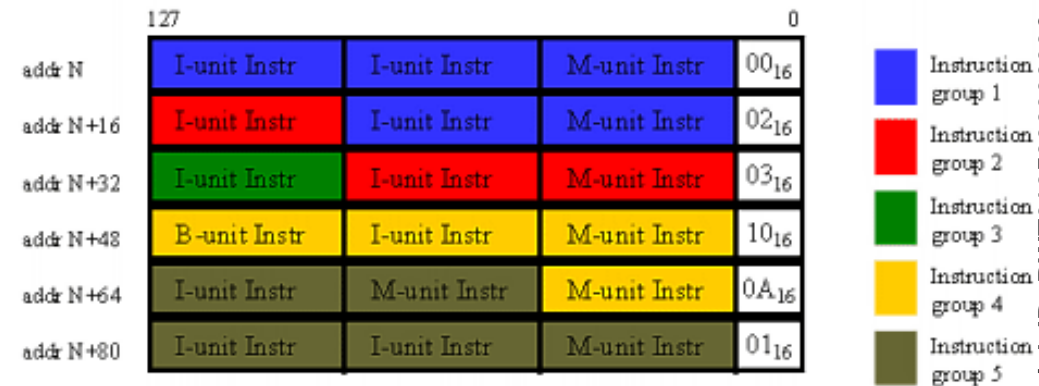 127 0
addr N I-unit Instr I-unit Instr M-unit Instr 00₁₆
addr N+16 I-unit Instr I-unit Instr M-unit Instr 02₁₆
addr N+32 I-unit Instr I-unit Instr M-unit Instr 03₁₆
addr N+48 B-unit Instr I-unit Instr M-unit Instr 10₁₆
addr N+64 I-unit Instr M-unit Instr M-unit Instr 0A₁₆
addr N+80 I-unit Instr I-unit Instr M-unit Instr 01₁₆
Instruction
group 1
Instruction
group 2
Instruction
group 3
Instruction
group 4
Instruction
group 5